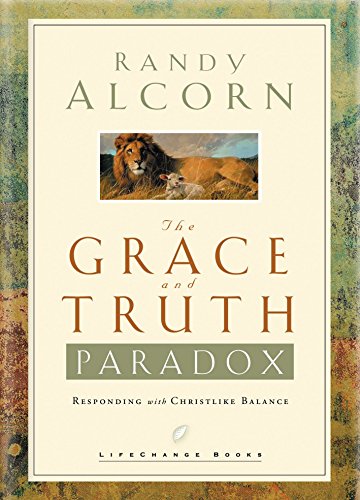 RANDY
ALCORN
The
GRACE
and
TRUTH
PARADOX
RESPONDING with CHRISTLIKE BALANCE
LIFECHANGE BOOKS